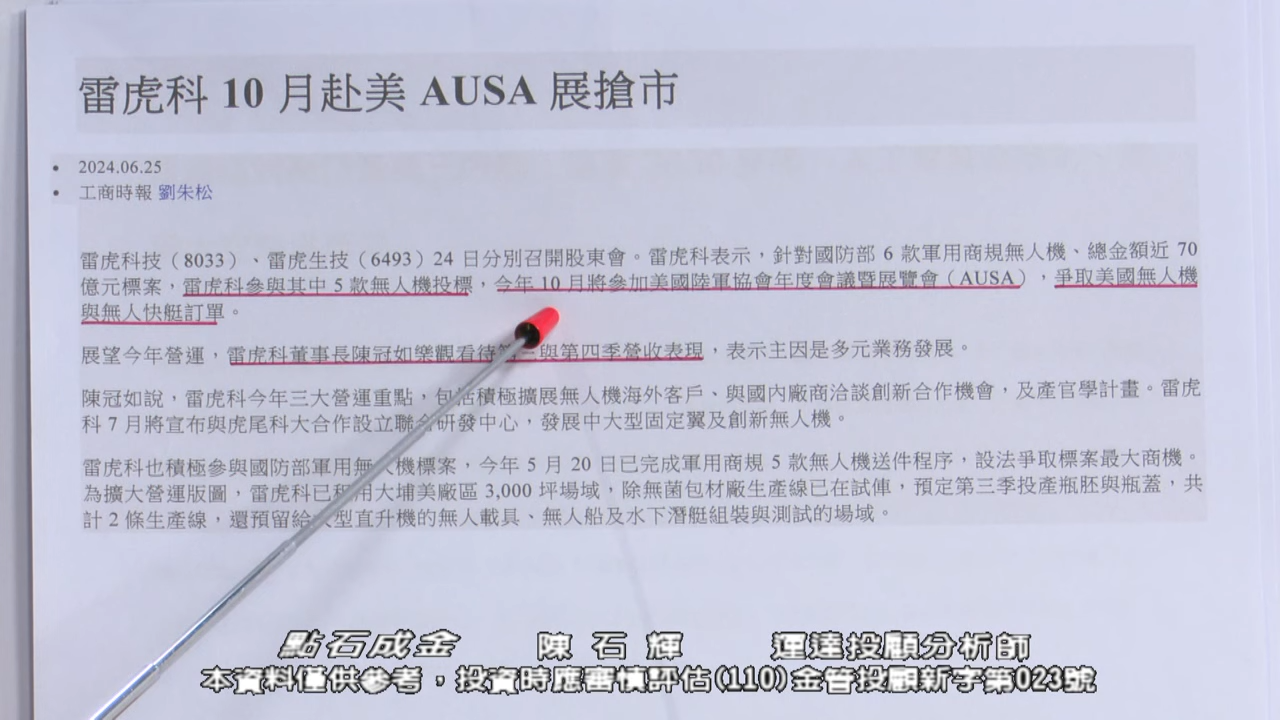 雷虎科 10 月赴美 AUSA 展搶市
• 2024.06.25
• 工商時報 劉朱松
雷虎科技（8033）、雷虎生技（6493）24 日分別召開股東會。雷虎科表示，針對國防部 6 款軍用商規無人機、總金額近 70
億元標案，雷虎科參與其中 5 款無人機投標，今年 10 月將參加美國陸軍協會年度會議暨展覽會（AUSA），爭取美國無人機
與無人快艇訂單。
展望今年營運，雷虎科董事長陳冠如樂觀看待第三與第四季營收表現，表示主因是多元業務發展。
陳冠如說，雷虎科今年三大營運重點，包括積極擴展無人機海外客戶、與國內廠商洽談創新合作機會，及產官學計畫。雷虎
科 7 月將宣布與虎尾科大合作設立聯合研發中心，發展中大型固定翼及創新無人機。
雷虎科也積極參與國防部軍用無人機標案，今年 5 月 20 日已完成軍用商規 5 款無人機送件程序，設法爭取標案最大商機。
為擴大營運版圖，雷虎科已租用大埔美廠區 3,000 坪場域，除無菌包材廠生產線已在試俥，預定第三季投產瓶胚與瓶蓋，共
計 2 條生產線，還預留給大型直升機的無人載具、無人船及水下潛艇組裝與測試的場域。
點石成金 陳石輝 運達投顧分析師
本資料僅供參考，投資時應審慎評估(110)金管投顧新字第023號